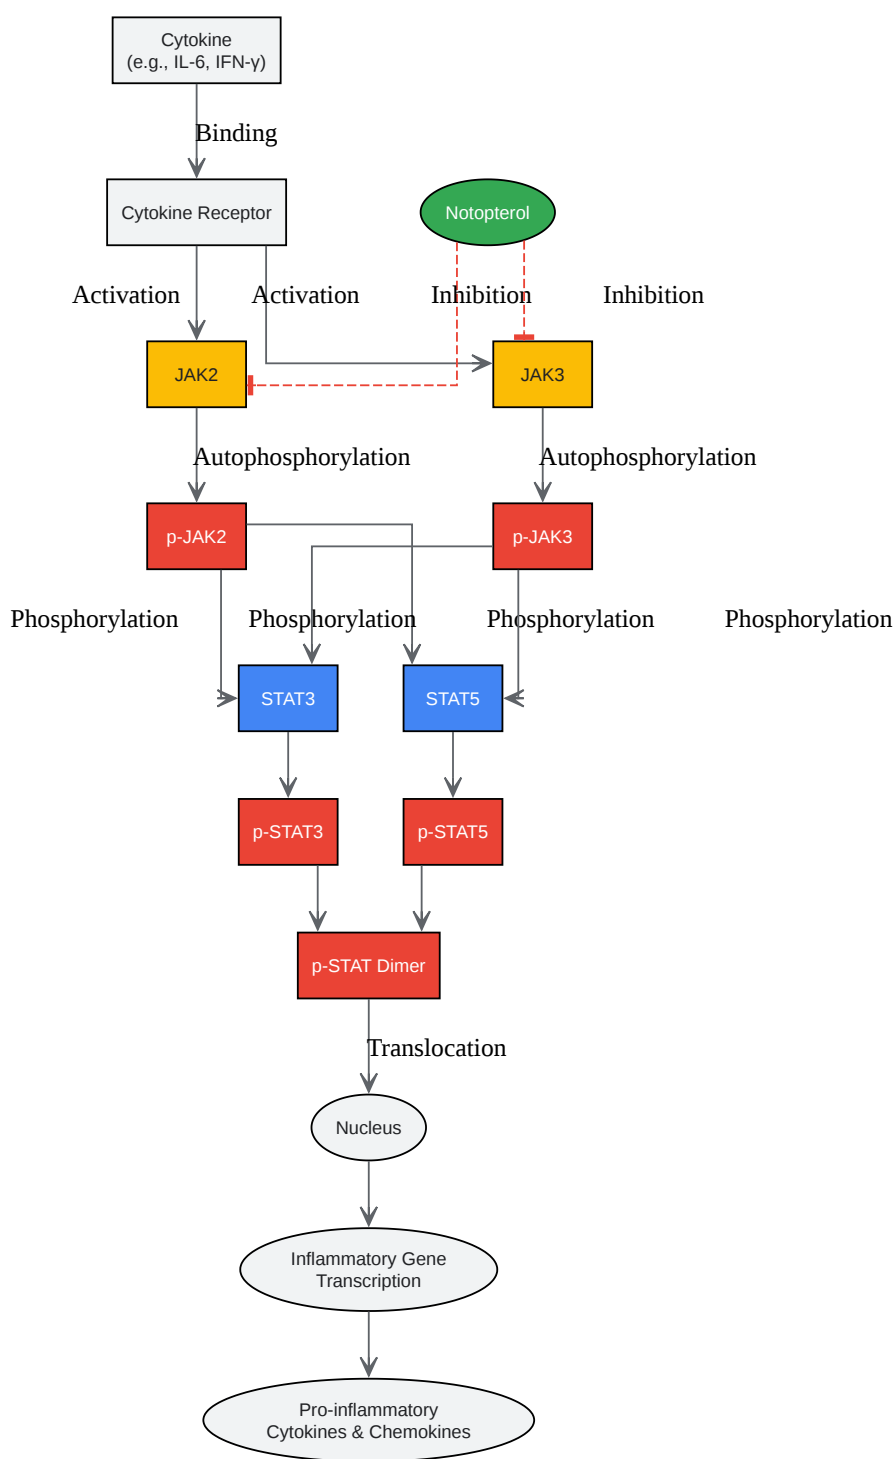 Cytokine
(e.g., IL-6, IFN-γ)
Binding
Cytokine Receptor
Notopterol
Activation
Activation
Inhibition
Inhibition
JAK2
JAK3
Autophosphorylation
Autophosphorylation
p-JAK2
p-JAK3
Phosphorylation
Phosphorylation
Phosphorylation
Phosphorylation
STAT3
STAT5
p-STAT3
p-STAT5
p-STAT Dimer
Translocation
Nucleus
Inflammatory Gene
Transcription
Pro-inflammatory
Cytokines & Chemokines